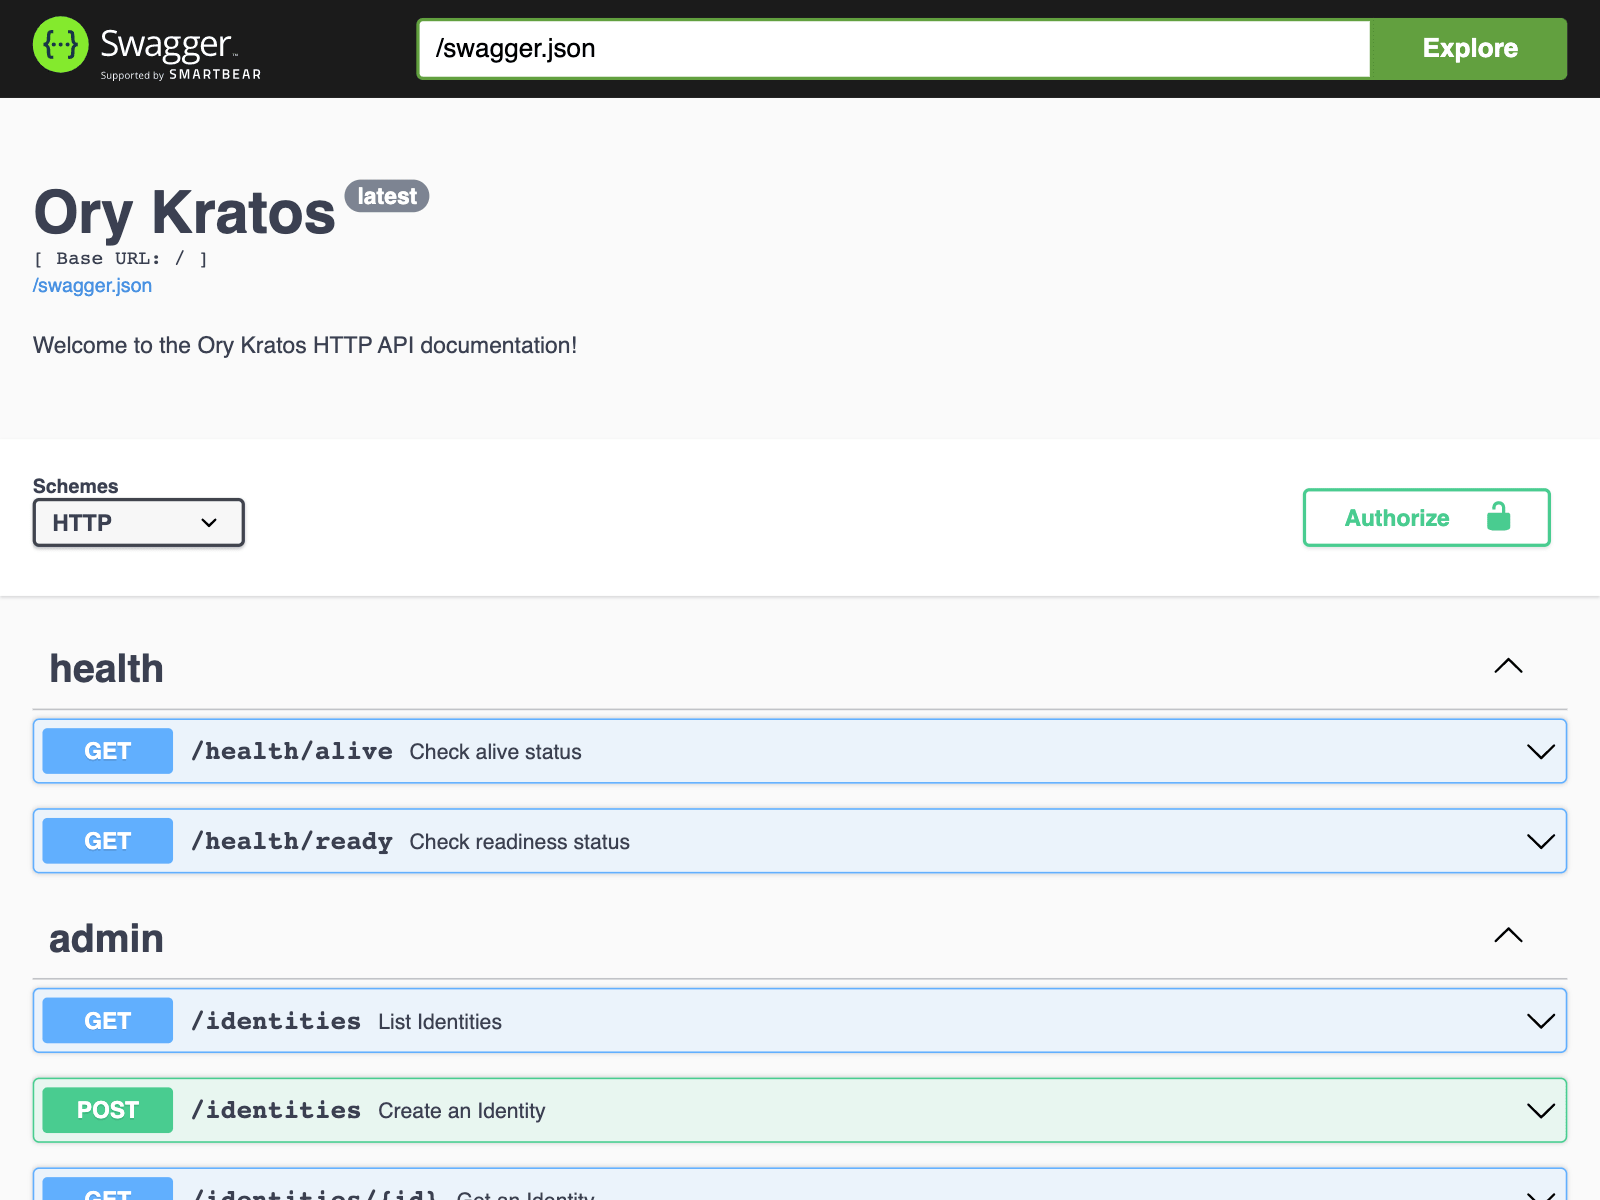 Swagger™
Supported by SMARTBEAR
/swagger.json
Explore
Ory Kratos latest
[ Base URL: / ]
/swagger.json
Welcome to the Ory Kratos HTTP API documentation!
Schemes
HTTP
Authorize
health
GET /health/alive Check alive status
GET /health/ready Check readiness status
admin
GET /identities List Identities
POST /identities Create an Identity
GET /identities/{id} Get an Identity